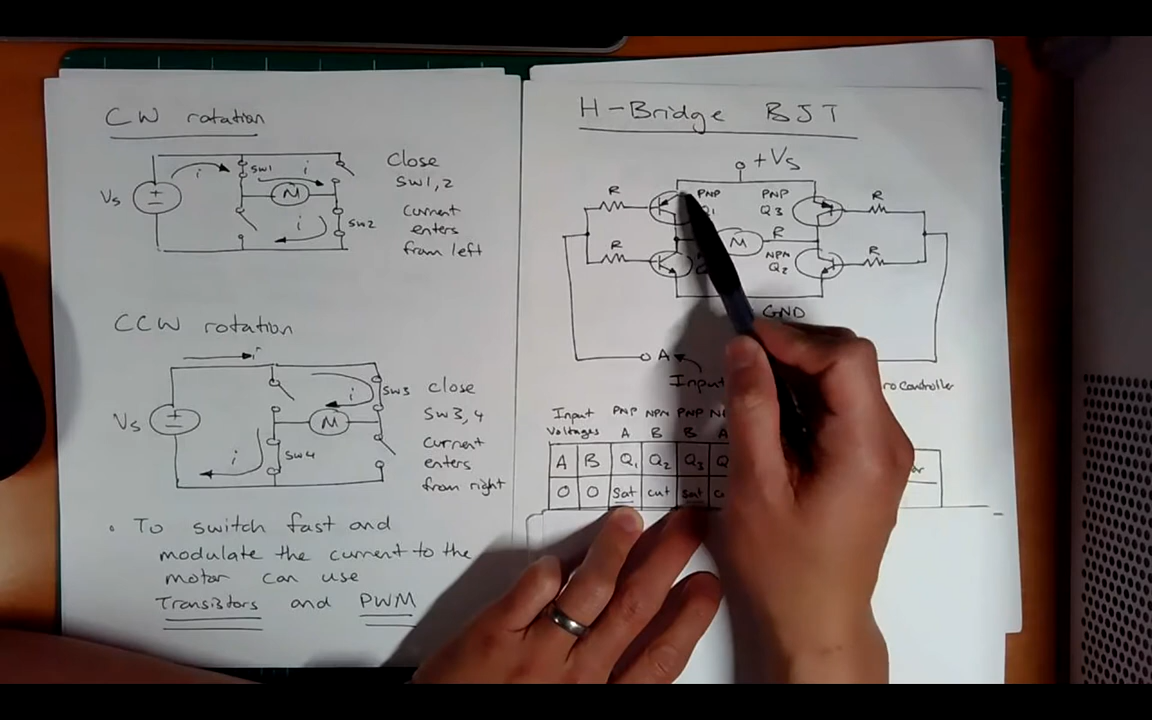 CW rotation
Vs
i
SW1
i
M
i
SW2
Close
SW1,2
Current
enters
from left
CCW rotation
i
Vs
i
SW3
M
i
SW4
Close
SW3,4
Current
enters
from right
• To switch fast and
modulate the current to the
motor can use
Transistors and PWM
H-Bridge BJT
+Vs
R
PNP
PNP
Q3
R
R
M
R
NPN
Q2
R
GND
A
Input
Input
Voltages
PNP NPN PNP
A B B
A B Q1 Q2 Q3 Q
0 0 Sat cut sat